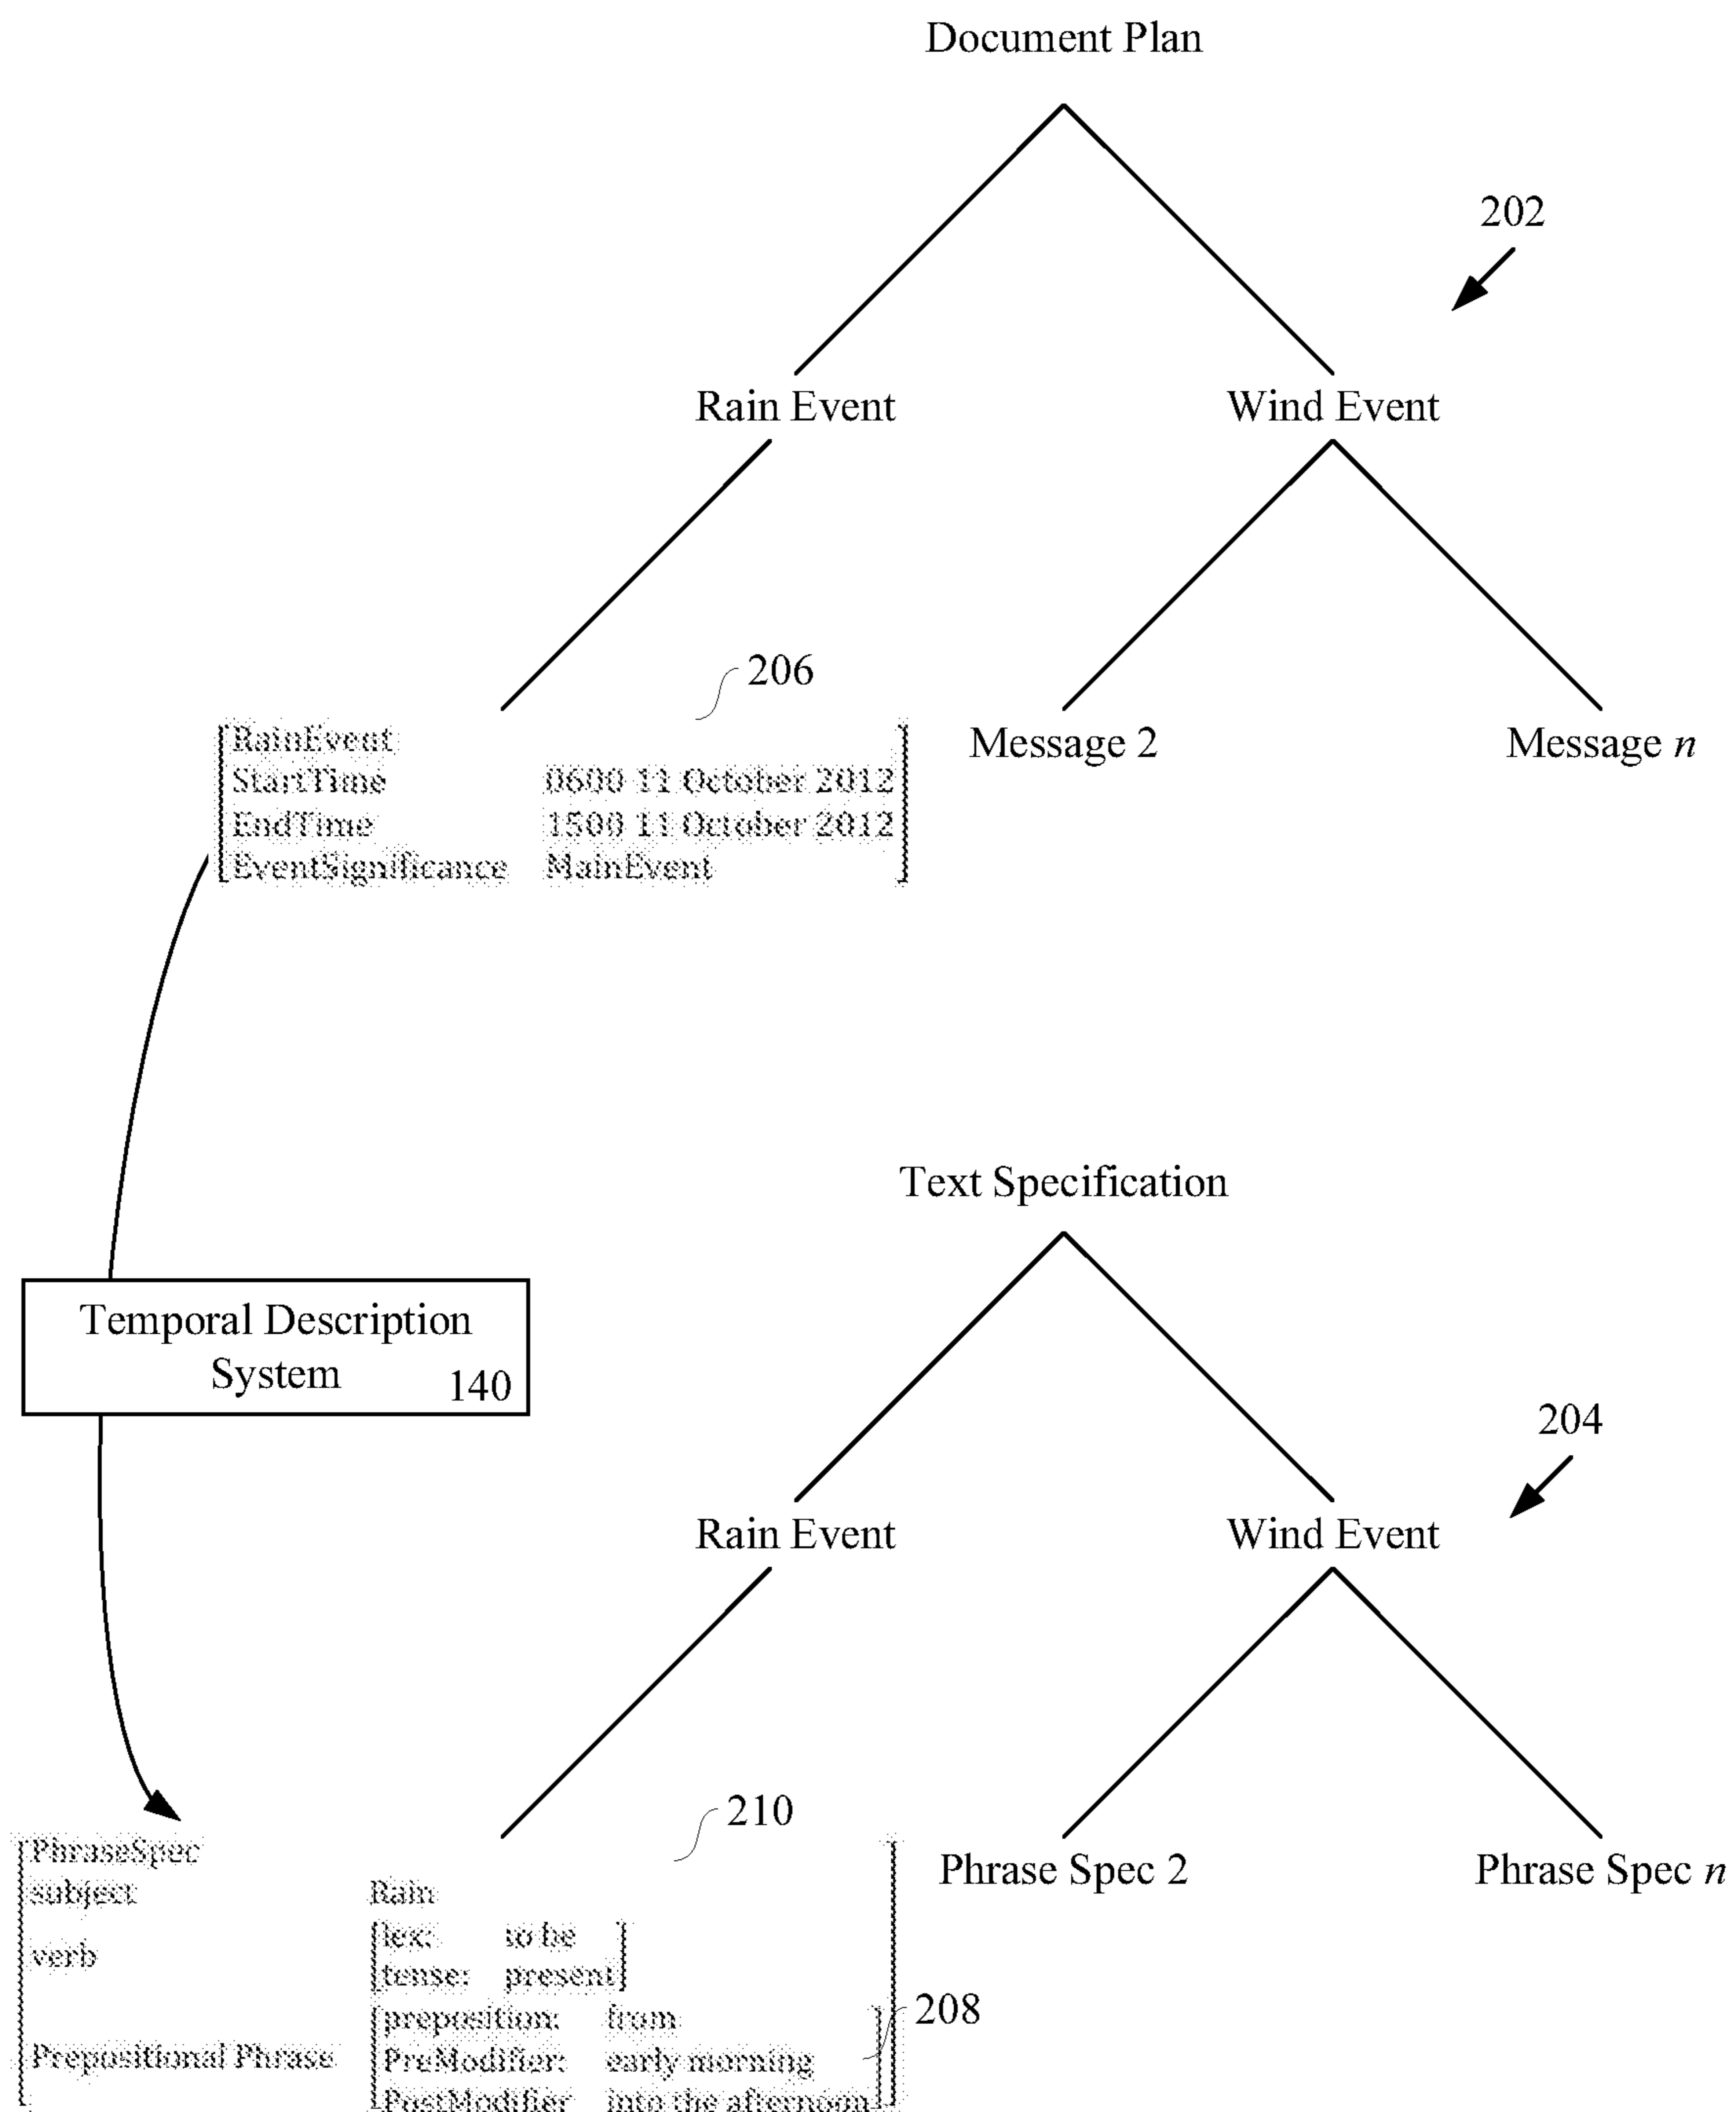 Document Plan
202
Rain Event
Wind Event
206
RainEvent
StartTime 0600 11 October 2012
EndTime 1500 11 October 2012
EventSignificance MainEvent
Message 2
Message n
Text Specification
Temporal Description
System 140
204
Rain Event
Wind Event
210
PhraseSpec
subject Rain
verb
lex: to be
tense: present
Phrase Spec 2
Phrase Spec n
208
Prepositional Phrase
preposition: from
PreModifier: early morning
PostModifier into the afternoon